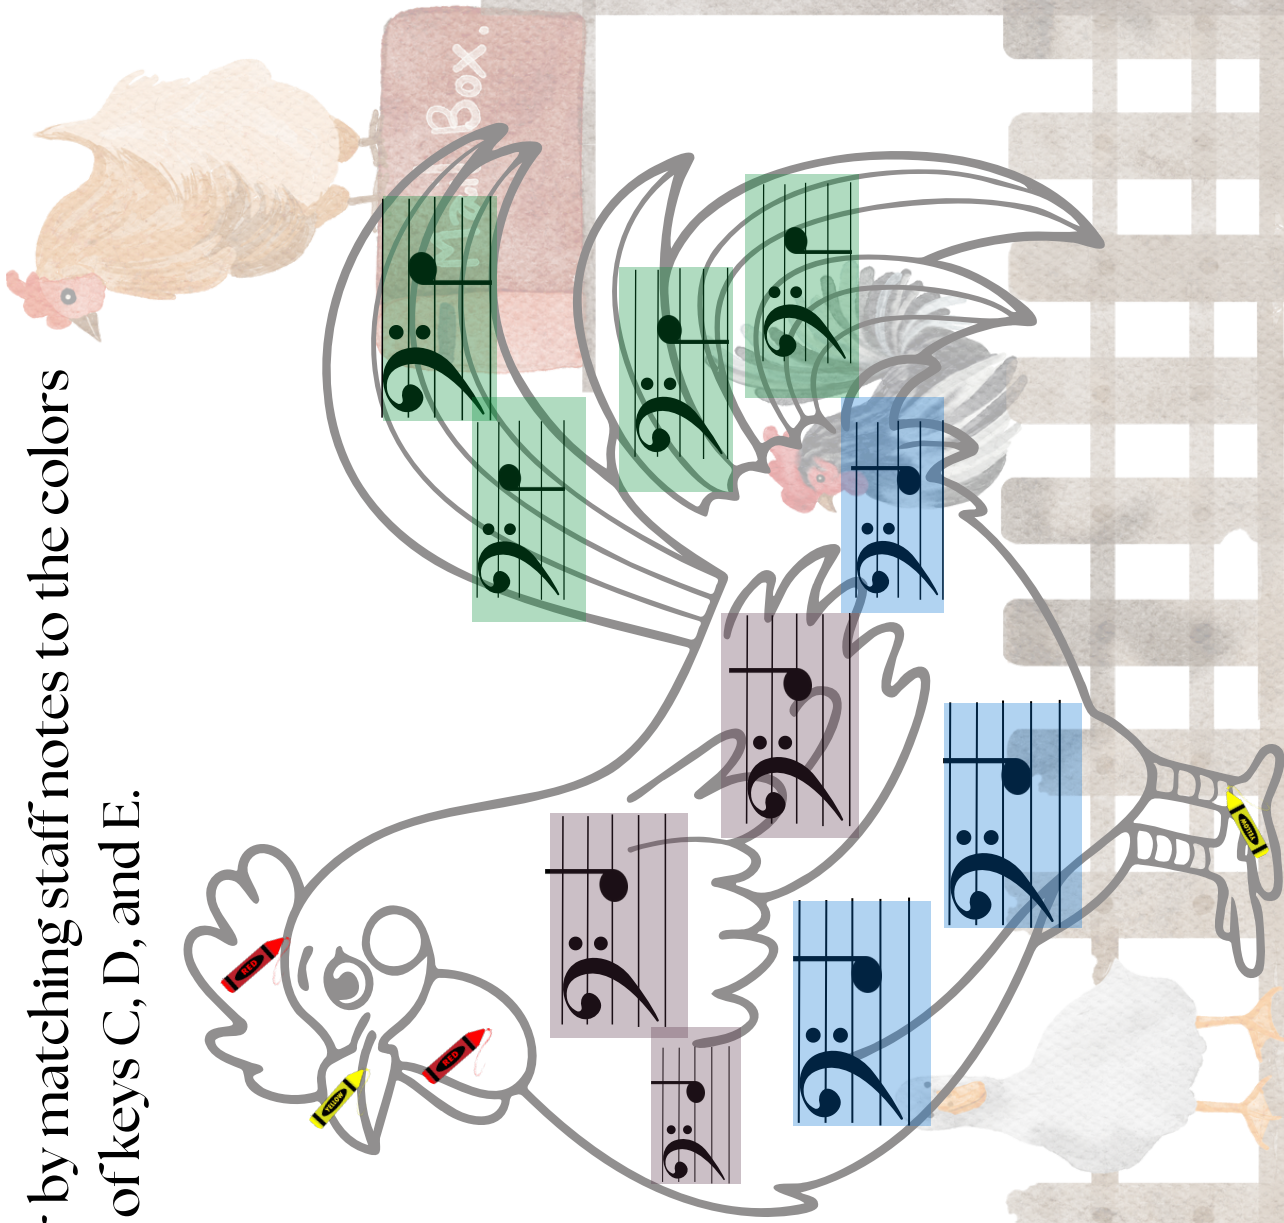 by matching staff notes to the colors
of keys C, D, and E.
Box.
RED
RED
YELLOW
YELLOW